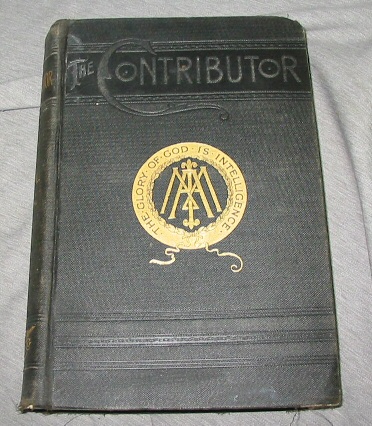 THE CONTRIBUTOR
THE GLORY OF GOD IS INTELLIGENCE